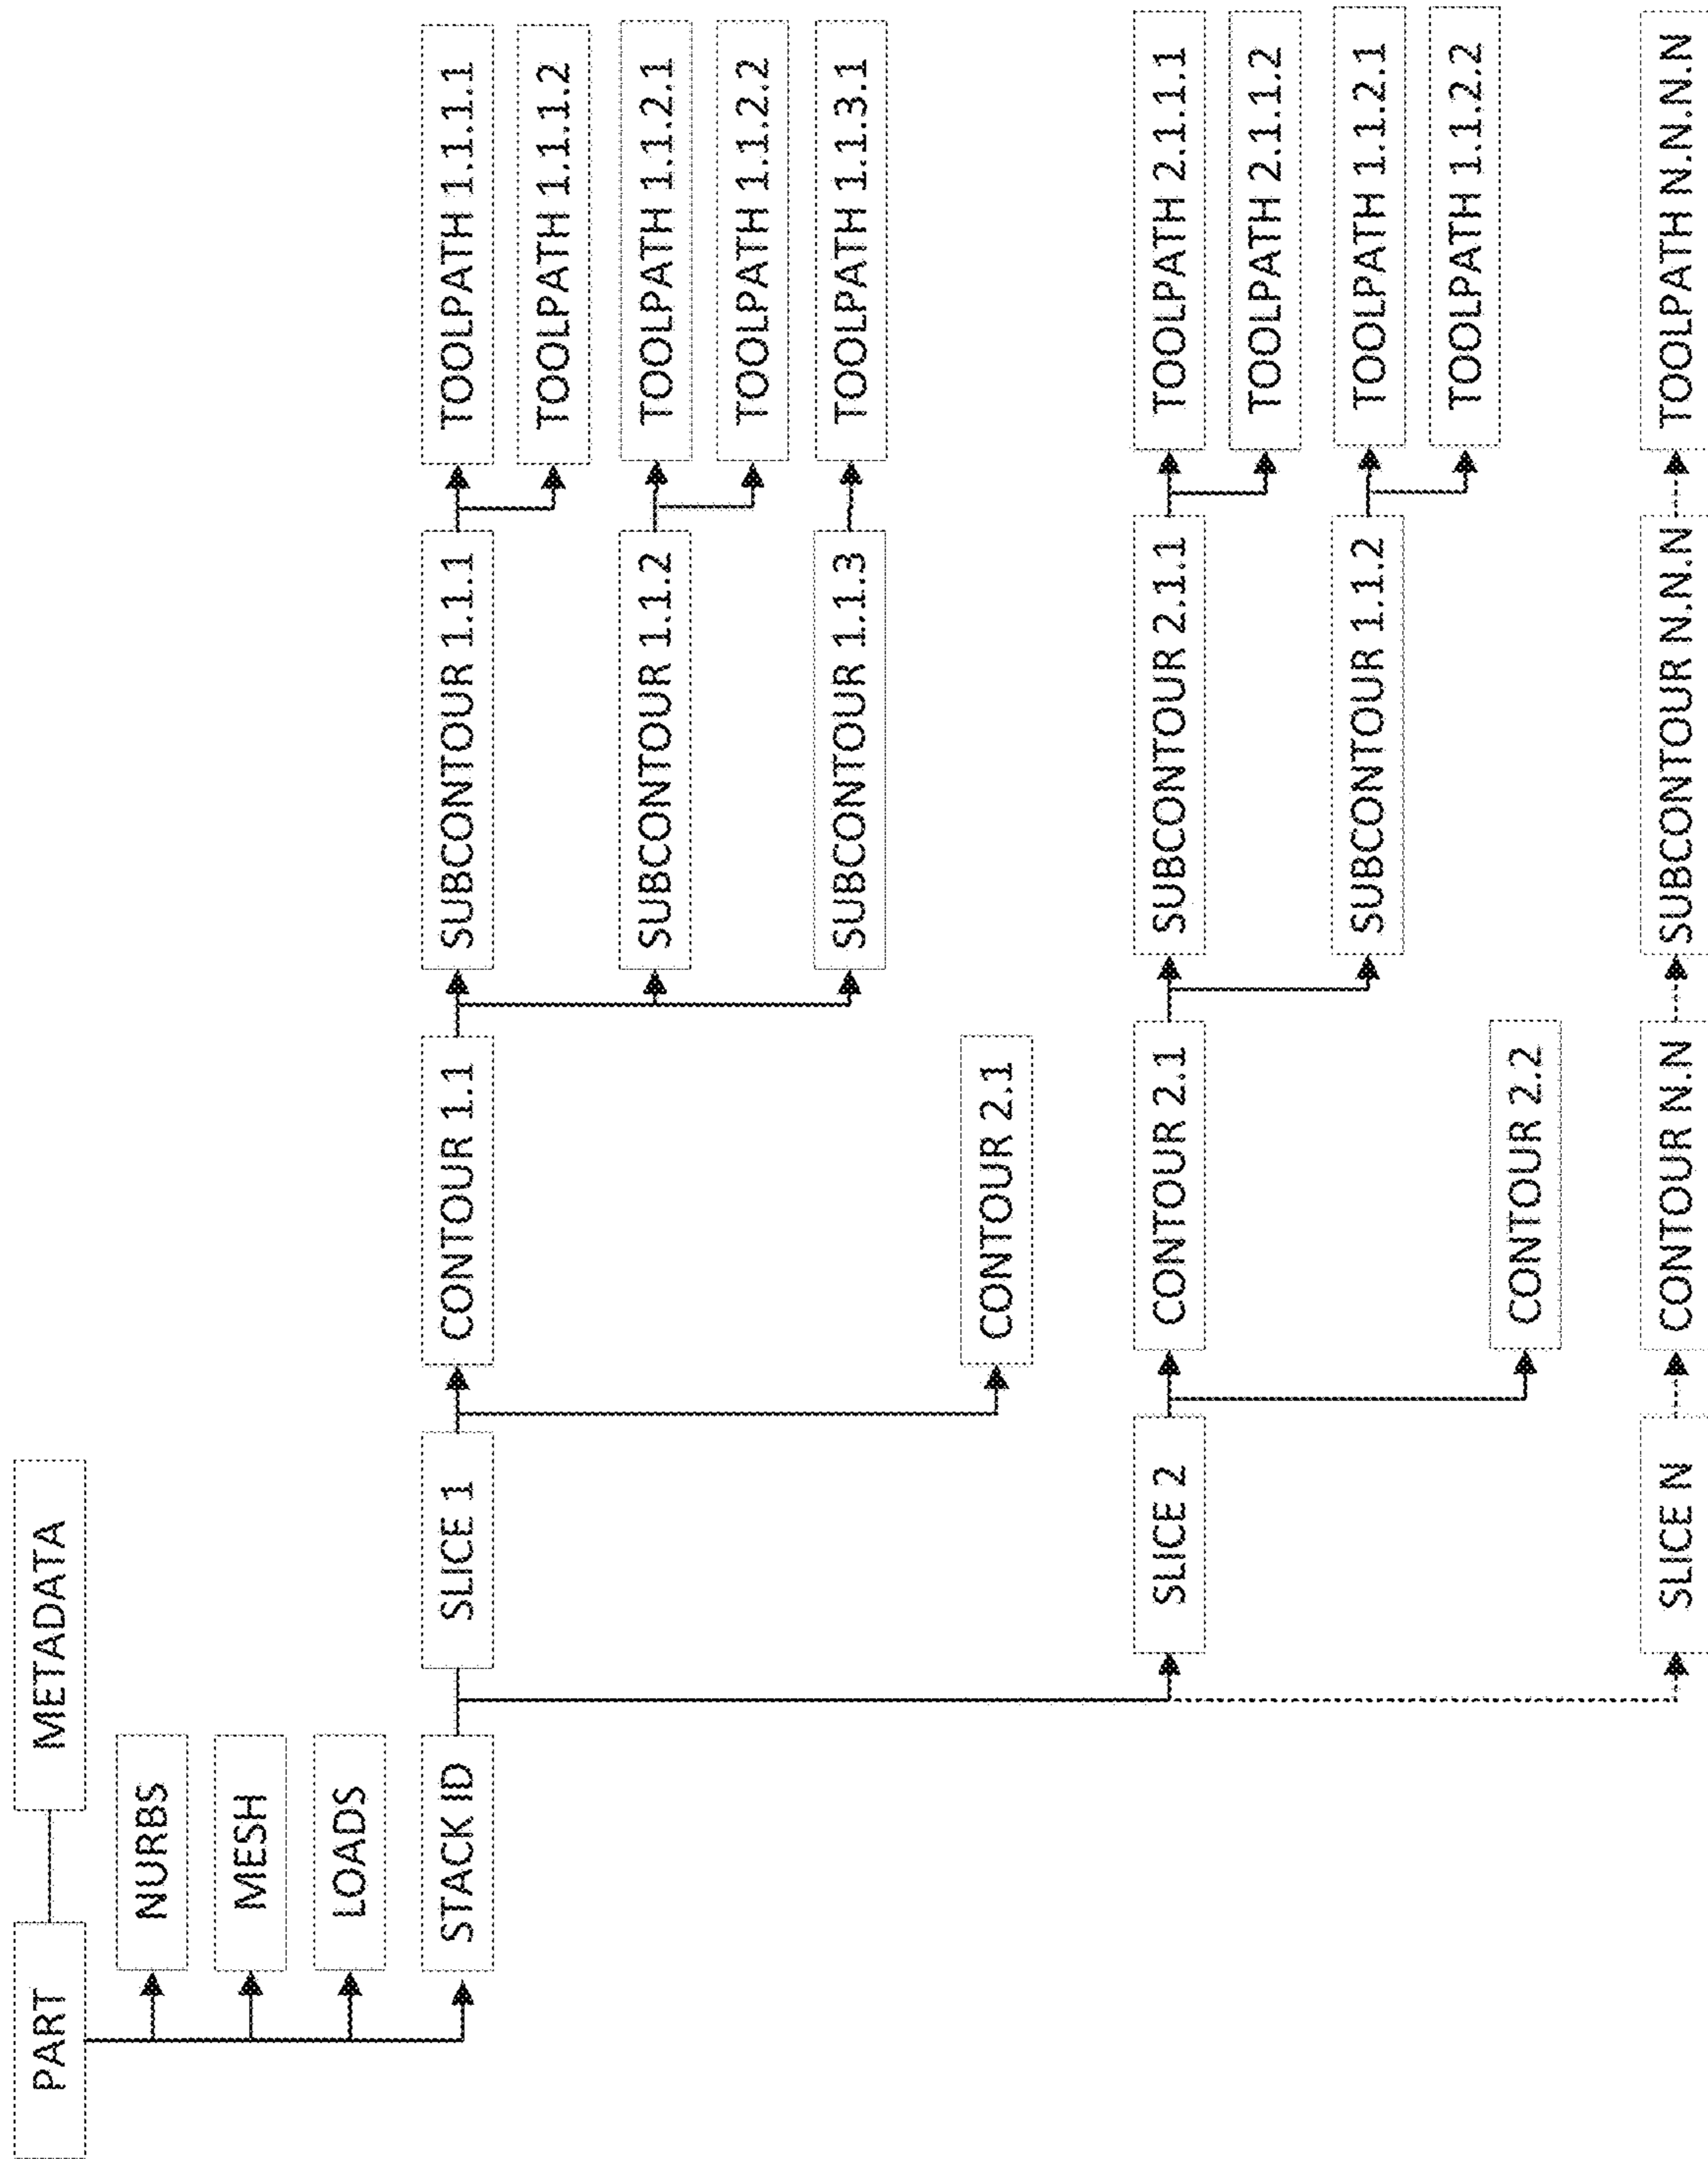 PART
METADATA
NURBS
MESH
LOADS
STACK ID
SLICE 1
CONTOUR 1.1
SUBCONTOUR 1.1.1
TOOLPATH 1.1.1.1
TOOLPATH 1.1.1.2
SUBCONTOUR 1.1.2
TOOLPATH 1.1.2.1
TOOLPATH 1.1.2.2
SUBCONTOUR 1.1.3
TOOLPATH 1.1.3.1
CONTOUR 2.1
SLICE 2
CONTOUR 2.1
SUBCONTOUR 2.1.1
TOOLPATH 2.1.1.1
TOOLPATH 2.1.1.2
SUBCONTOUR 1.1.2
TOOLPATH 1.1.2.1
TOOLPATH 1.1.2.2
CONTOUR 2.2
SLICE N
CONTOUR N.N
SUBCONTOUR N.N.N
TOOLPATH N.N.N.N